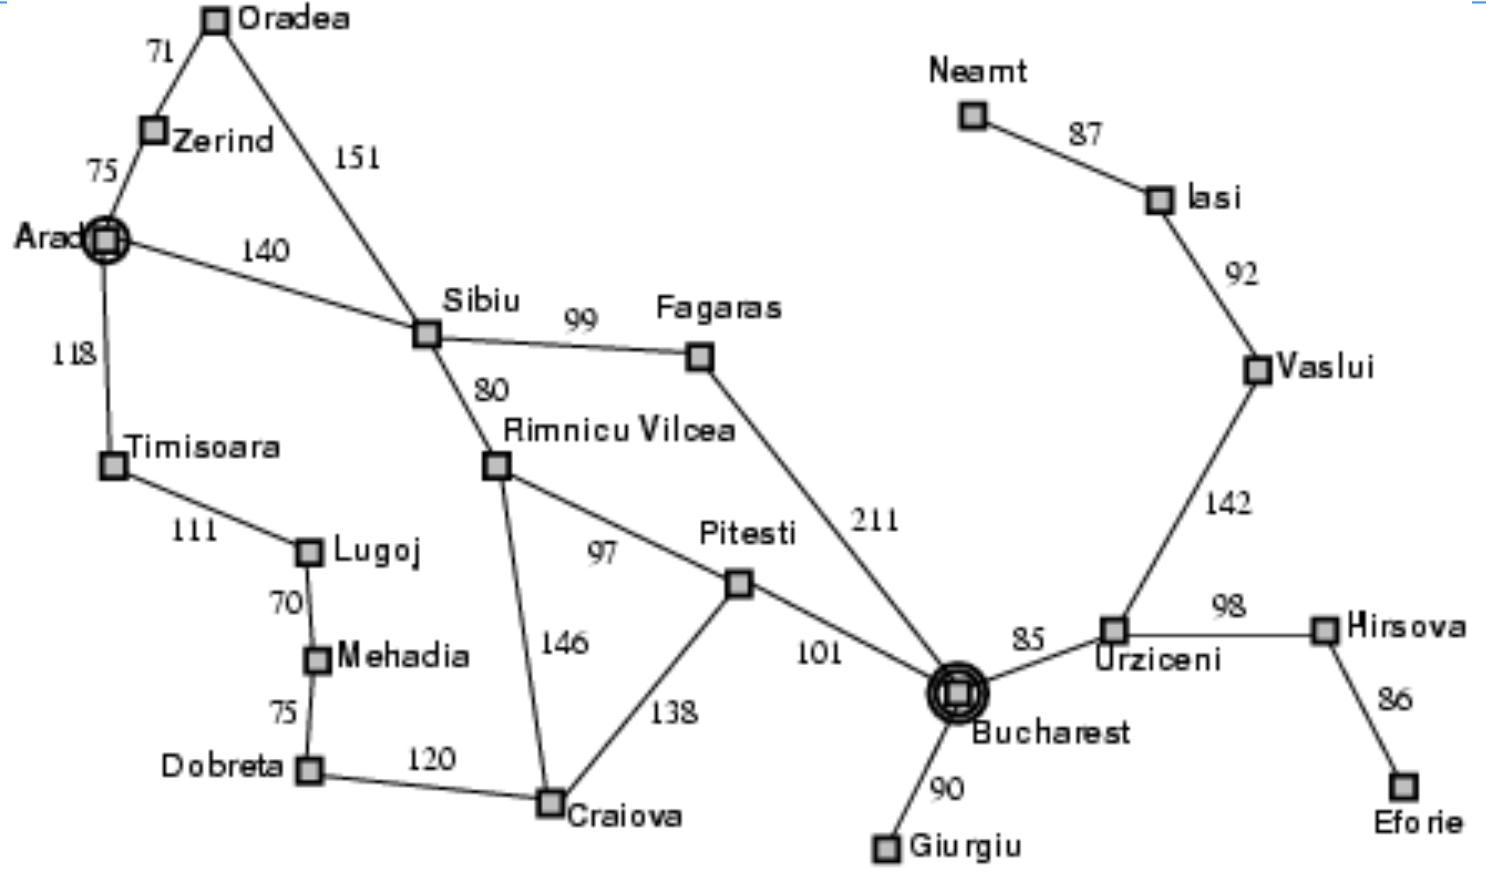 Oradea
71
Neamt
87
Zerind
151
75
Iasi
Arad
140
92
Sibiu
99
Fagaras
118
80
Vaslui
Timisoara
Rimnicu Vilcea
142
211
Pitesti
111
Lugoj
97
70
98
Hirsova
146
101
85
Urziceni
Mehadia
86
75
138
Bucharest
Dobreta
120
90
Craiova
Eforie
Giurgiu